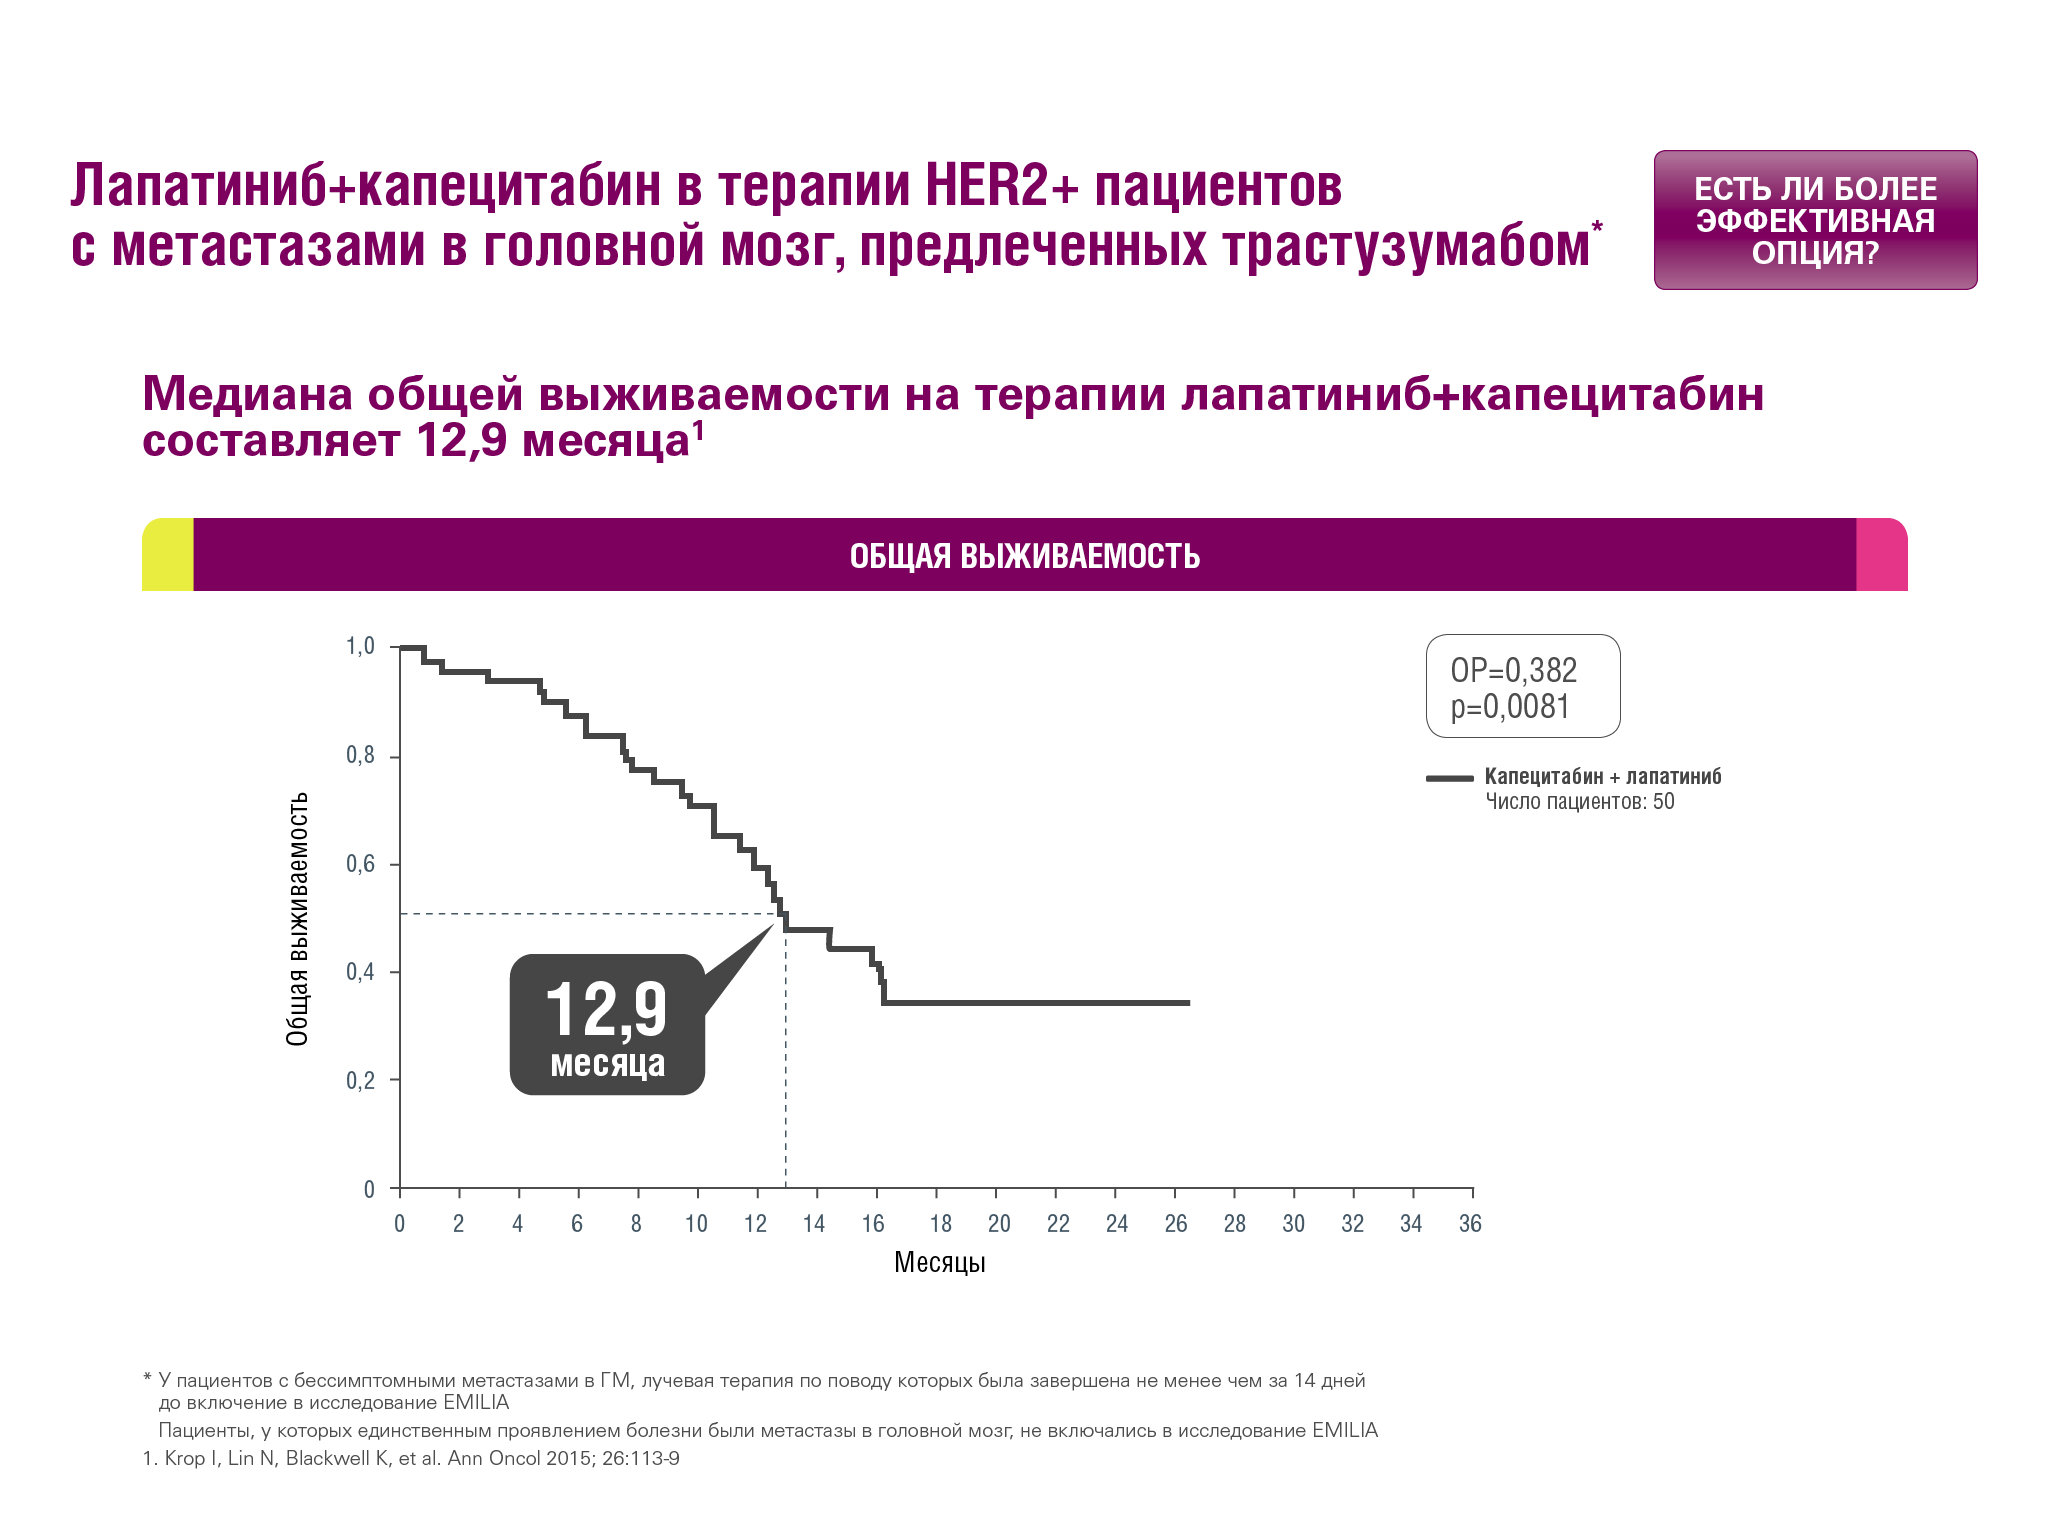 Лапатиниб+капецитабин в терапии HER2+ пациентов
с метастазами в головной мозг, предлеченных трастузумабом*
ЕСТЬ ЛИ БОЛЕЕ
ЭФФЕКТИВНАЯ
ОПЦИЯ?
Медиана общей выживаемости на терапии лапатиниб+капецитабин
составляет 12,9 месяца¹
ОБЩАЯ ВЫЖИВАЕМОСТЬ
1,0
0,8
0,6
0,4
0,2
0
Общая выживаемость
12,9
месяца
ОР=0,382
p=0,0081
Капецитабин + лапатиниб
Число пациентов: 50
0 2 4 6 8 10 12 14 16 18 20 22 24 26 28 30 32 34 36
Месяцы
* У пациентов с бессимптомными метастазами в ГМ, лучевая терапия по поводу которых была завершена не менее чем за 14 дней
до включение в исследование EMILIA
Пациенты, у которых единственным проявлением болезни были метастазы в головной мозг, не включались в исследование EMILIA
1. Krop I, Lin N, Blackwell K, et al. Ann Oncol 2015; 26:113-9